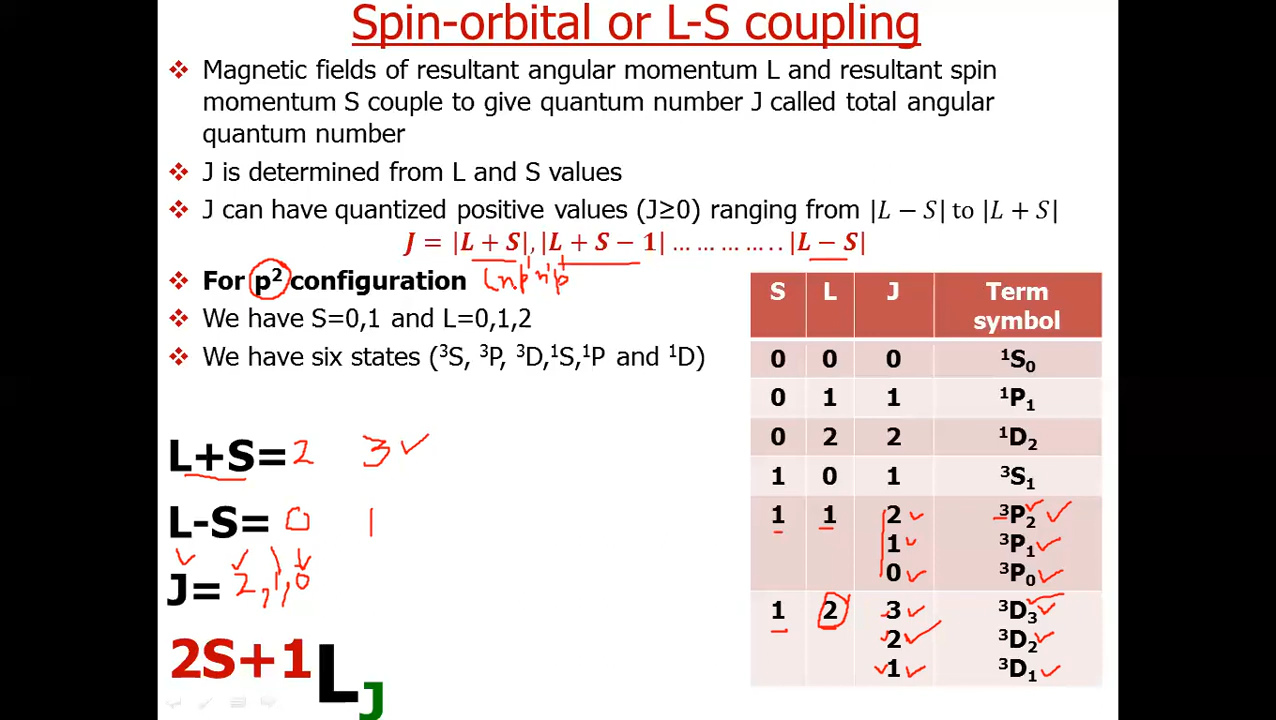 Spin-orbital or L-S coupling
❖ Magnetic fields of resultant angular momentum L and resultant spin
momentum S couple to give quantum number J called total angular
quantum number
❖ J is determined from L and S values
❖ J can have quantized positive values (J≥0) ranging from |L − S| to |L + S|
J = |L + S|, |L + S − 1| … … … … .. |L − S|
❖ For p² configuration
❖ We have S=0,1 and L=0,1,2
❖ We have six states (³S, ³P, ³D,¹S,¹P and ¹D)
L+S= 2 3 ✓
L-S= 0 1
J= 2, 1, 0
2S+1LJ
S L J Term
symbol
0 0 0 ¹S₀
0 1 1 ¹P₁
0 2 2 ¹D₂
1 0 1 ³S₁
1 1 2 ³P₂
1 ³P₁
0 ³P₀
1 2 3 ³D₃
2 ³D₂
1 ³D₁